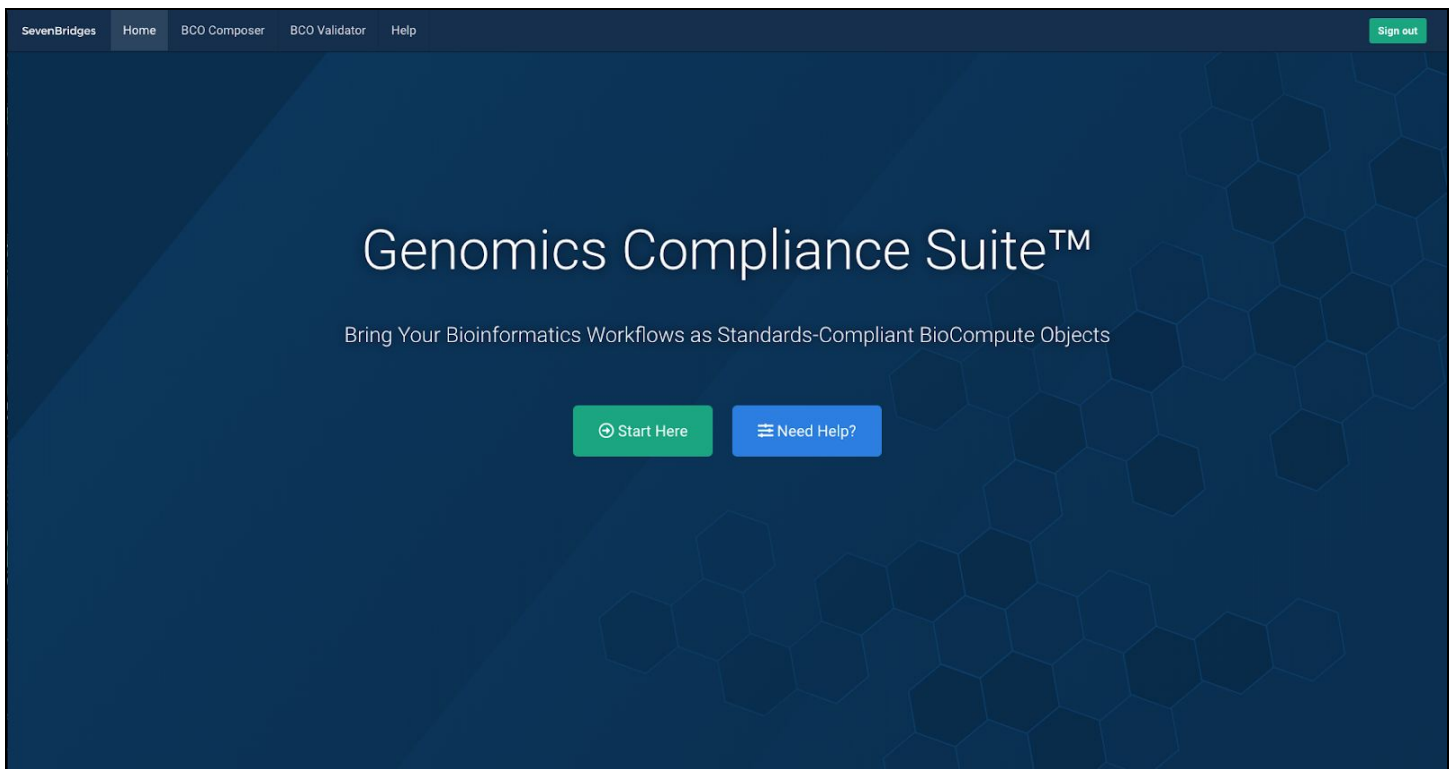 SevenBridges Home BCO Composer BCO Validator Help Sign out
Genomics Compliance Suite™
Bring Your Bioinformatics Workflows as Standards-Compliant BioCompute Objects
Start Here Need Help?